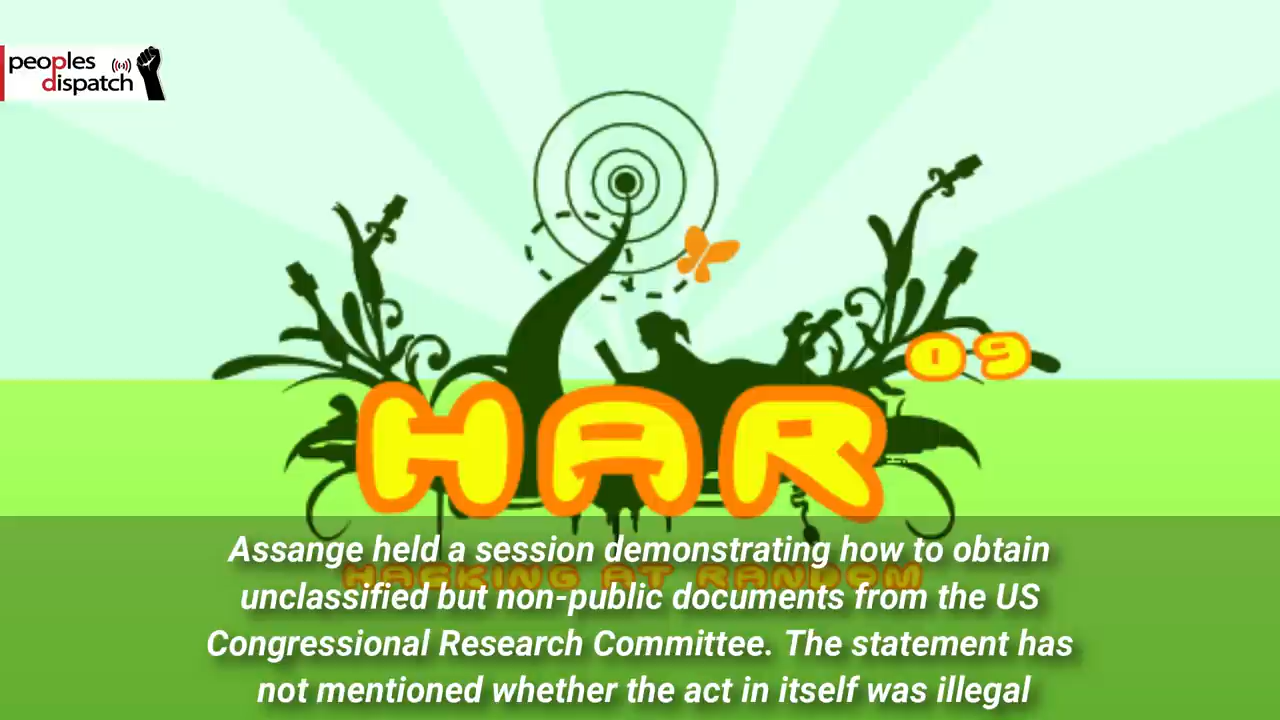 peoples
dispatch
09
HAR
HACKING AT RANDOM
Assange held a session demonstrating how to obtain
unclassified but non-public documents from the US
Congressional Research Committee. The statement has
not mentioned whether the act in itself was illegal